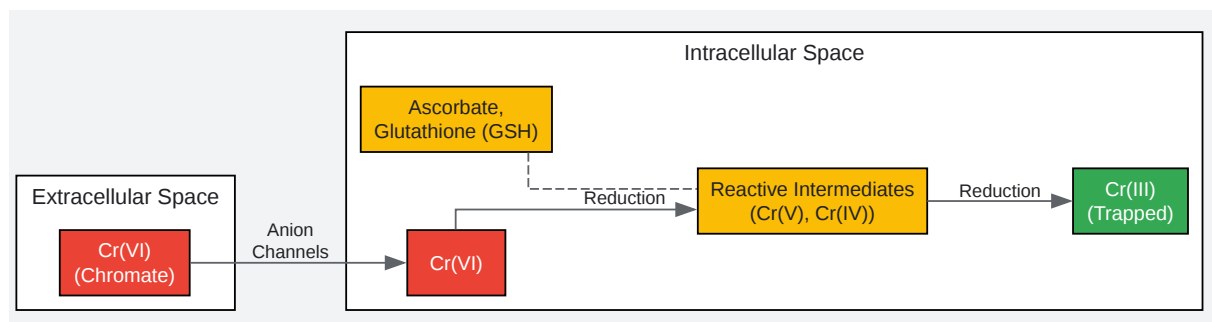 Intracellular Space
Ascorbate,
Glutathione (GSH)
Extracellular Space
Cr(VI)
(Chromate)
Anion
Channels
Cr(VI)
Reduction
Reactive Intermediates
(Cr(V), Cr(IV))
Reduction
Cr(III)
(Trapped)